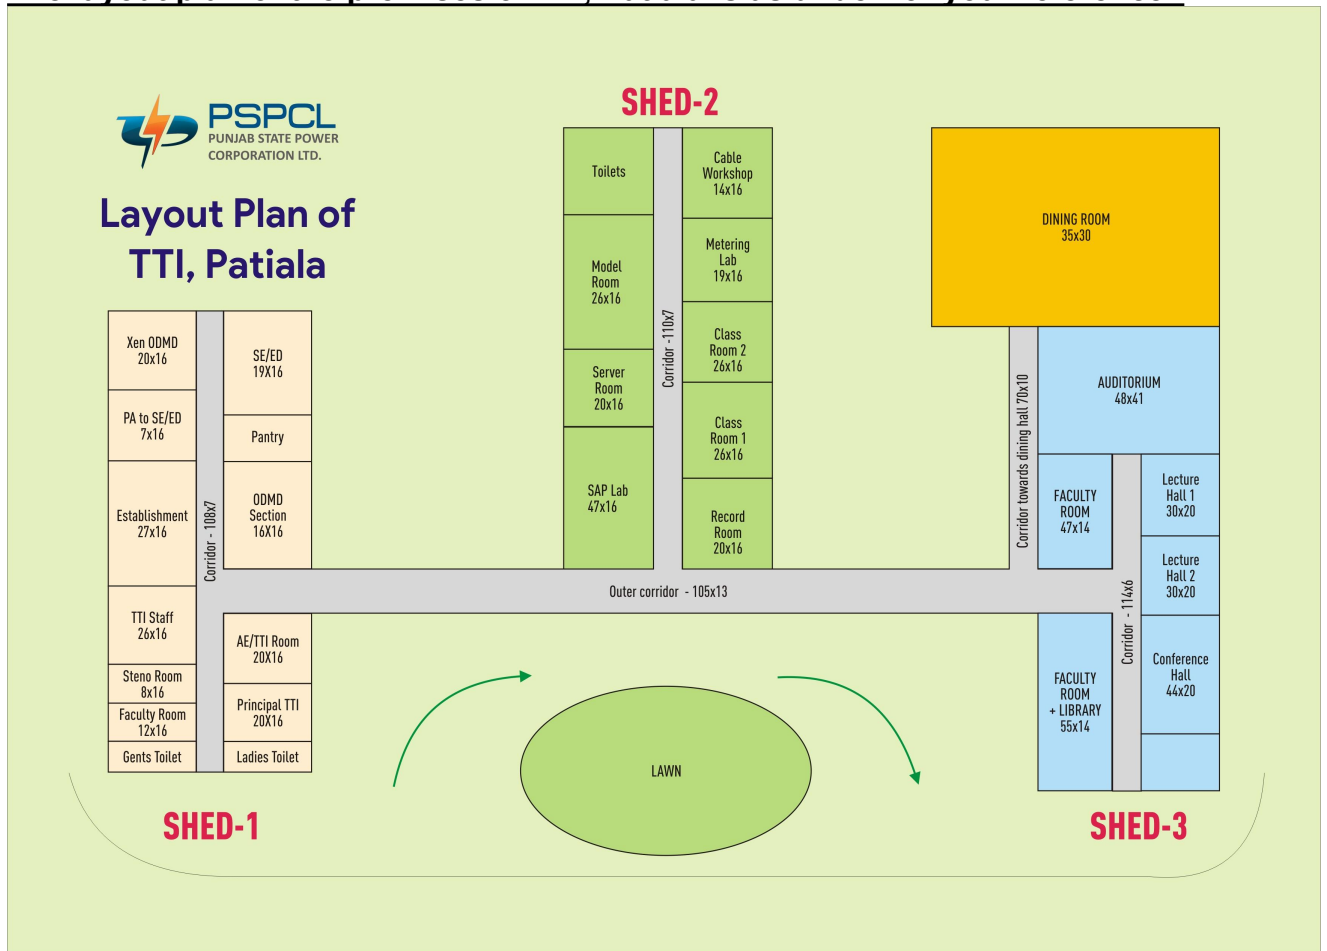 PSPCL
PUNJAB STATE POWER
CORPORATION LTD.
Layout Plan of
TTI, Patiala
SHED-2
Toilets
Model
Room
26x16
Server
Room
20x16
SAP Lab
47x16
Corridor -110x7
Cable
Workshop
14x16
Metering
Lab
19x16
Class
Room 2
26x16
Class
Room 1
26x16
Record
Room
20x16
DINING ROOM
35x30
Xen ODMD
20x16
PA to SE/ED
7x16
Establishment
27x16
TTI Staff
26x16
Steno Room
8x16
Faculty Room
12x16
Gents Toilet
Corridor - 108x7
SE/ED
19X16
Pantry
ODMD
Section
16X16
AE/TTI Room
20X16
Principal TTI
20X16
Ladies Toilet
SHED-1
Outer corridor - 105x13
LAWN
Corridor towards dining hall 70x10
AUDITORIUM
48x41
FACULTY
ROOM
47x14
FACULTY
ROOM
+ LIBRARY
55x14
Corridor - 114x6
Lecture
Hall 1
30x20
Lecture
Hall 2
30x20
Conference
Hall
44x20
SHED-3